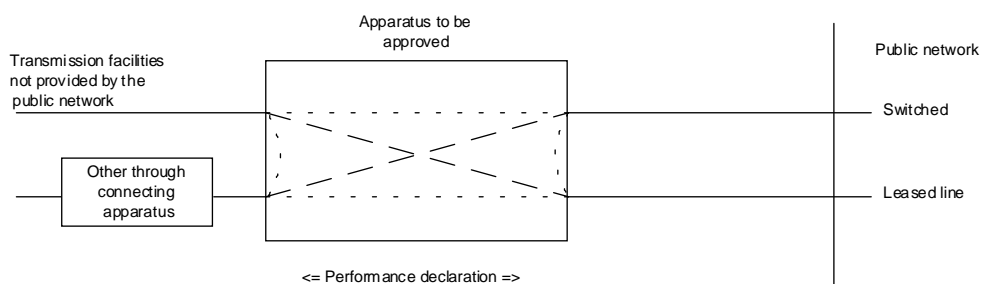 Apparatus to be
approved
Public network
Transmission facilities
not provided by the
public network
Switched
Other through
connecting
apparatus
Leased line
<= Performance declaration =>